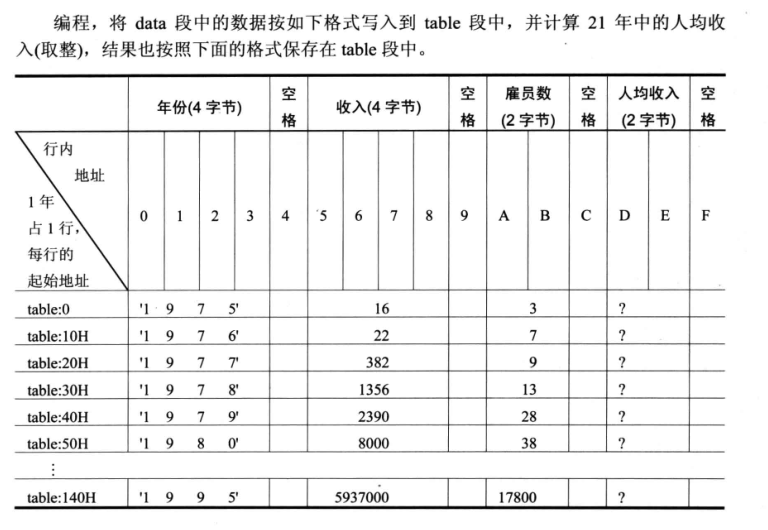 编程，将 data 段中的数据按如下格式写入到 table 段中，并计算 21 年中的人均收
入(取整)，结果也按照下面的格式保存在 table 段中。
年份(4 字节) 空格 收入(4 字节) 空格 雇员数(2 字节) 空格 人均收入(2 字节) 空格
行内
地址
1 年
占 1 行，
每行的
起始地址
0 1 2 3 4 5 6 7 8 9 A B C D E F
table:0 '1 9 7 5' 16 3 ?
table:10H '1 9 7 6' 22 7 ?
table:20H '1 9 7 7' 382 9 ?
table:30H '1 9 7 8' 1356 13 ?
table:40H '1 9 7 9' 2390 28 ?
table:50H '1 9 8 0' 8000 38 ?
⋮
table:140H '1 9 9 5' 5937000 17800 ?